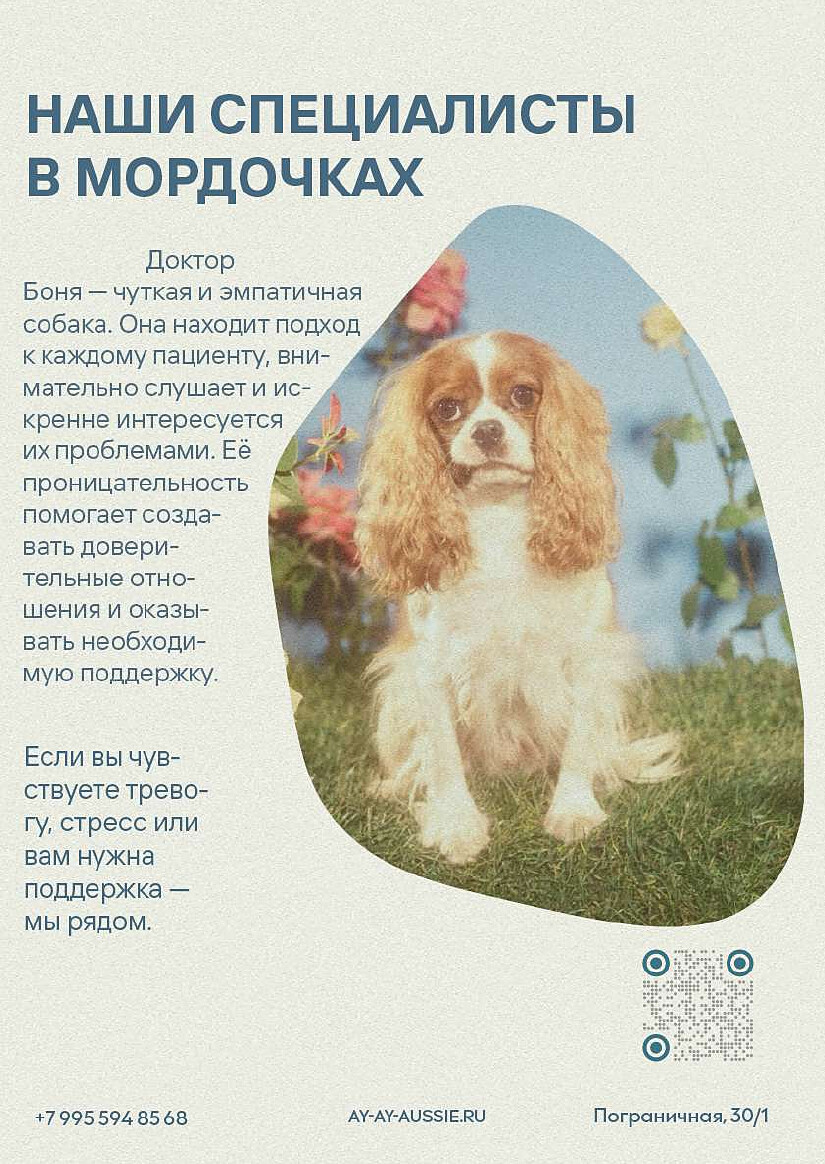 НАШИ СПЕЦИАЛИСТЫ
В МОРДОЧКАХ
Доктор
Боня — чуткая и эмпатичная
собака. Она находит подход
к каждому пациенту, вни-
мательно слушает и ис-
кренне интересуется
их проблемами. Её
проницательность
помогает созда-
вать довери-
тельные отно-
шения и оказы-
вать необходи-
мую поддержку.
Если вы чув-
ствуете трево-
гу, стресс или
вам нужна
поддержка —
мы рядом.
+7 995 594 85 68
AY-AY-AUSSIE.RU
Пограничная, 30/1